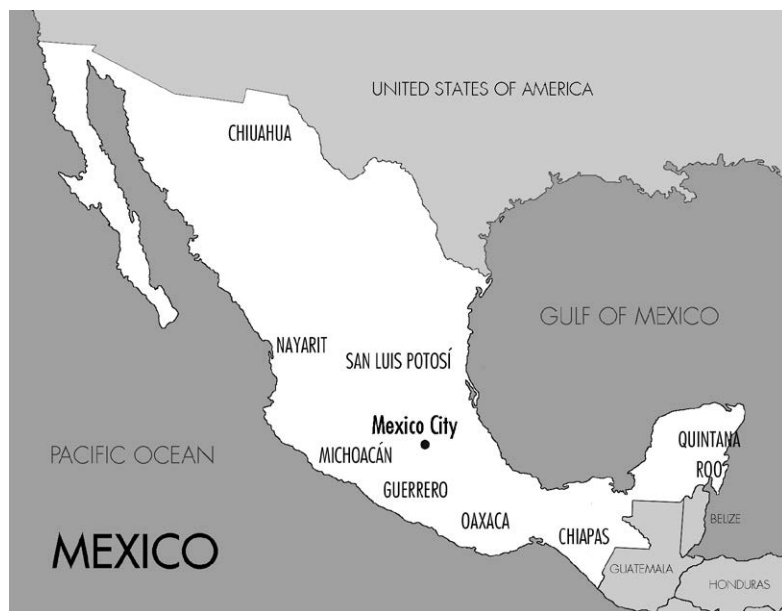 UNITED STATES OF AMERICA
CHIUAHUA
GULF OF MEXICO
NAYARIT
SAN LUIS POTOSÍ
Mexico City
QUINTANA
ROO
PACIFIC OCEAN
MICHOACÁN
GUERRERO
OAXACA
CHIAPAS
BELIZE
MEXICO
GUATEMALA
HONDURAS